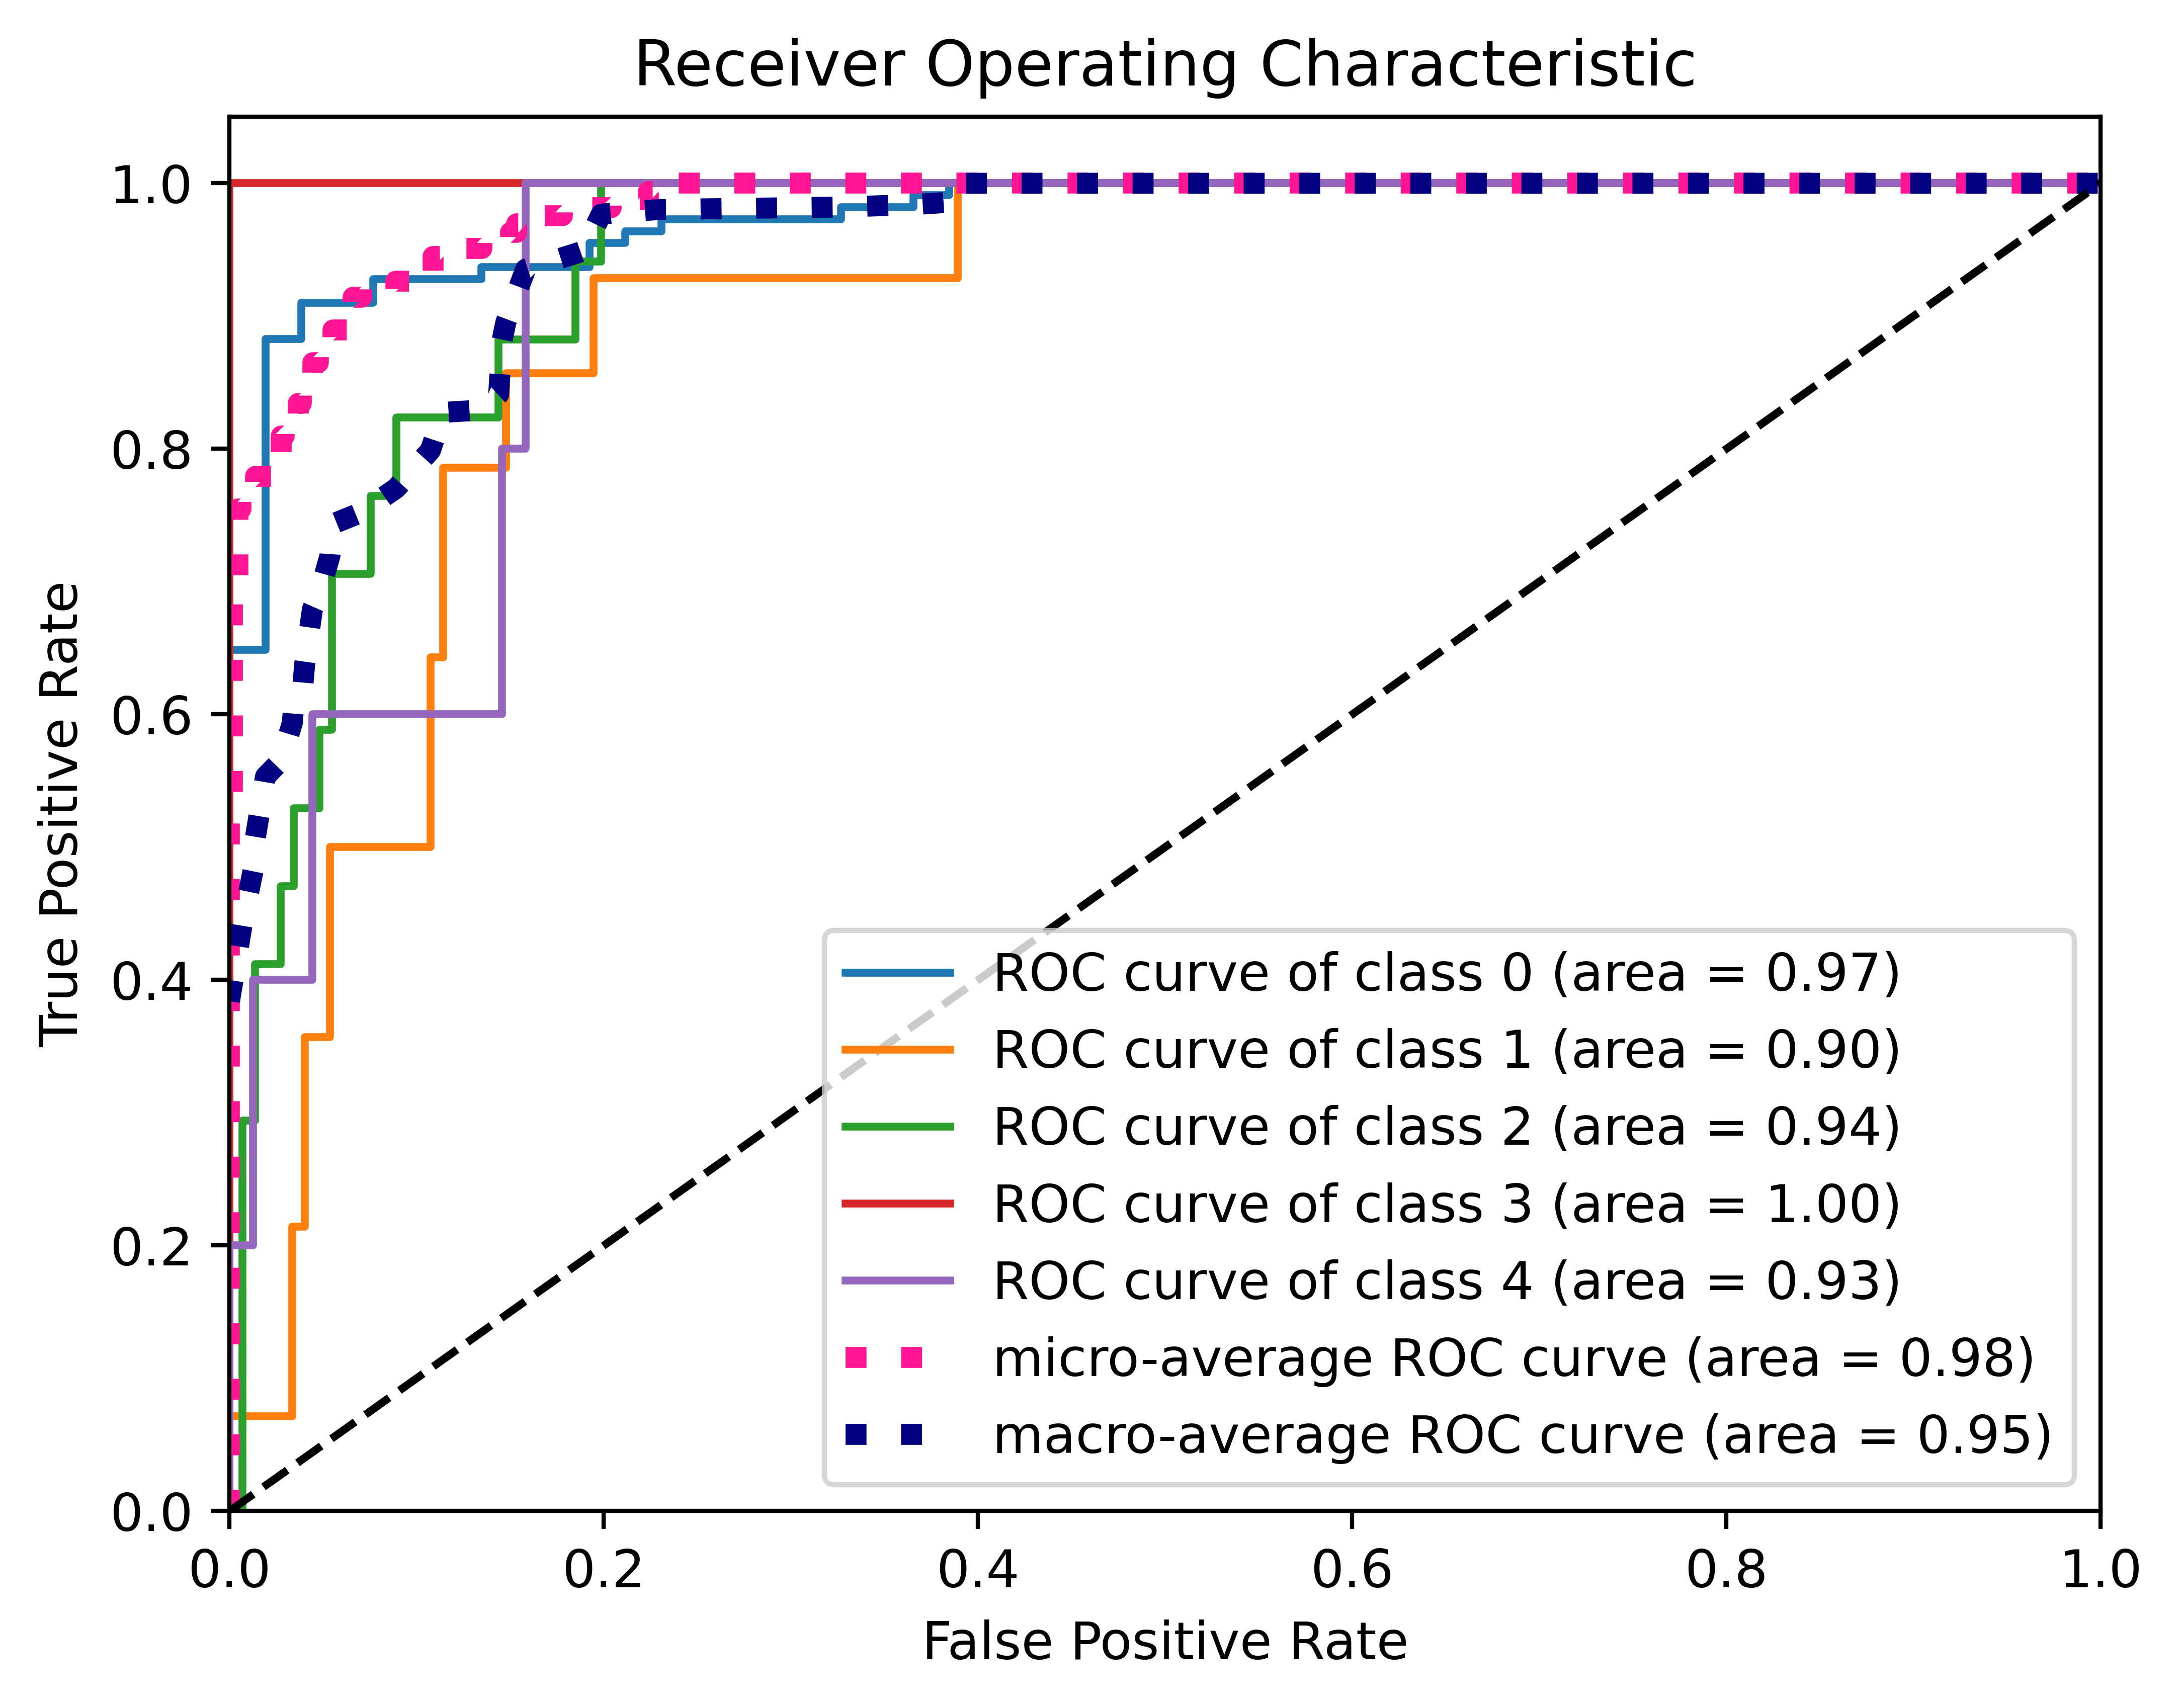 Receiver Operating Characteristic
True Positive Rate
1.0
0.8
0.6
0.4
0.2
0.0
ROC curve of class 0 (area = 0.97)
ROC curve of class 1 (area = 0.90)
ROC curve of class 2 (area = 0.94)
ROC curve of class 3 (area = 1.00)
ROC curve of class 4 (area = 0.93)
micro-average ROC curve (area = 0.98)
macro-average ROC curve (area = 0.95)
0.0 0.2 0.4 0.6 0.8 1.0
False Positive Rate